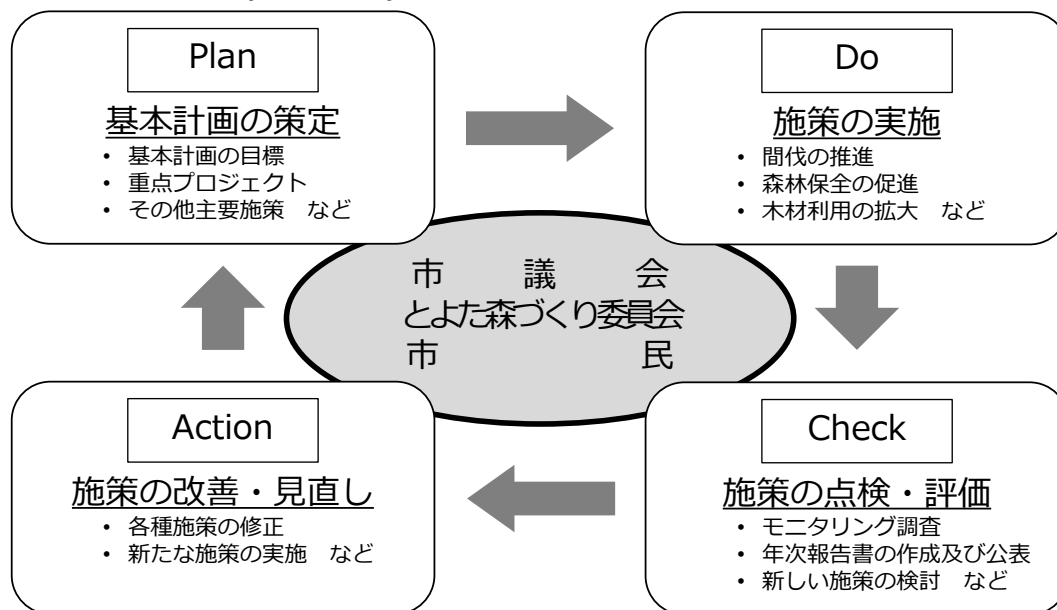 Plan
基本計画の策定
• 基本計画の目標
• 重点プロジェクト
• その他主要施策　など
Do
施策の実施
• 間伐の推進
• 森林保全の促進
• 木材利用の拡大　など
市　議　会
とよた森づくり委員会
市　民
Action
施策の改善・見直し
• 各種施策の修正
• 新たな施策の実施　など
Check
施策の点検・評価
• モニタリング調査
• 年次報告書の作成及び公表
• 新しい施策の検討　など